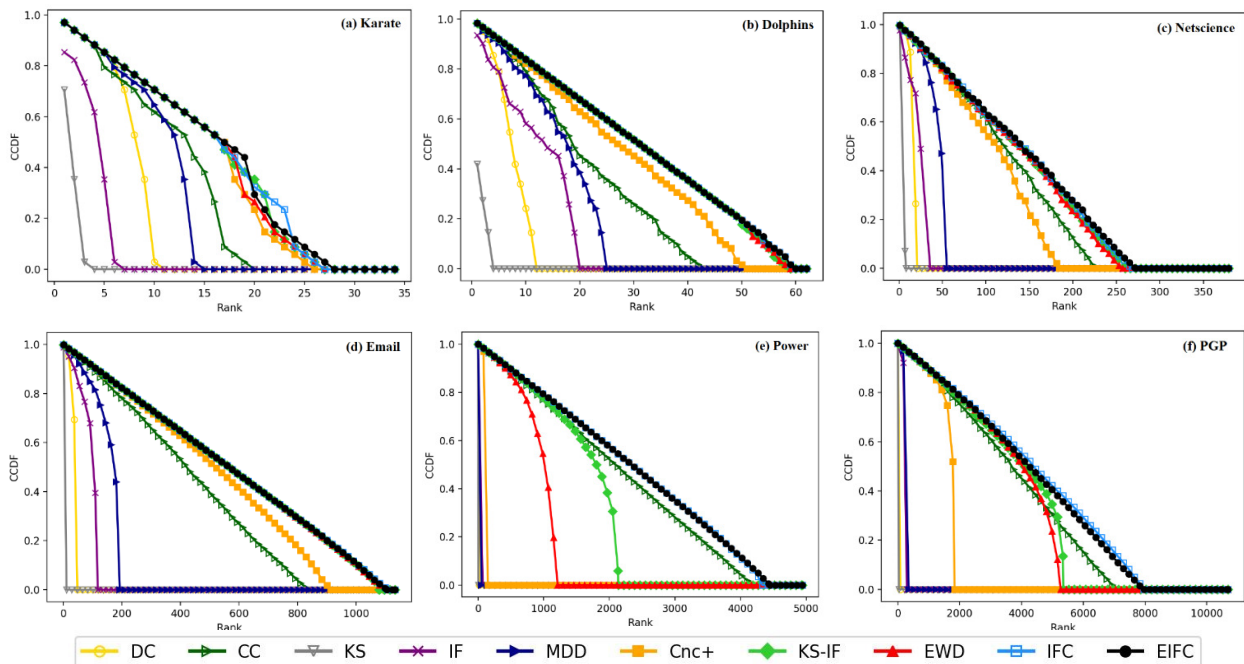 (a) Karate
CCDF
1.0
0.8
0.6
0.4
0.2
0.0
0 5 10 15 20 25 30 35
Rank
(b) Dolphins
CCDF
1.0
0.8
0.6
0.4
0.2
0.0
0 10 20 30 40 50 60
Rank
(c) Netscience
CCDF
1.0
0.8
0.6
0.4
0.2
0.0
0 50 100 150 200 250 300 350
Rank
(d) Email
CCDF
1.0
0.8
0.6
0.4
0.2
0.0
0 200 400 600 800 1000
Rank
(e) Power
CCDF
1.0
0.8
0.6
0.4
0.2
0.0
0 1000 2000 3000 4000 5000
Rank
(f) PGP
CCDF
1.0
0.8
0.6
0.4
0.2
0.0
0 2000 4000 6000 8000 10000
Rank
DC CC KS IF MDD Cnc+ KS-IF EWD IFC EIFC